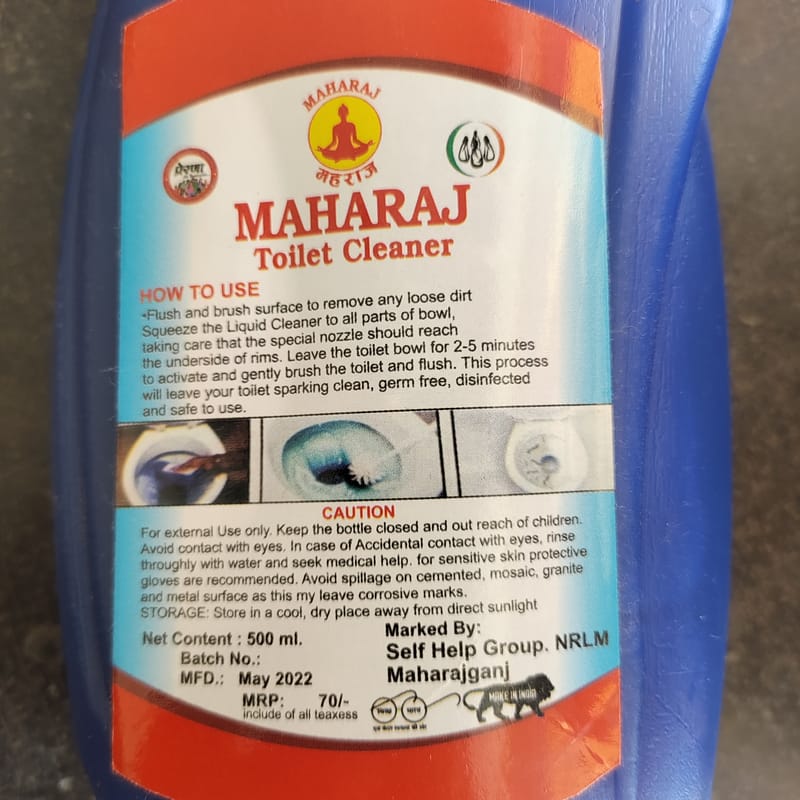 MAHARAJ
महराज
प्रेरणा
MAHARAJ
Toilet Cleaner
HOW TO USE
-Flush and brush surface to remove any loose dirt
Squeeze the Liquid Cleaner to all parts of bowl,
taking care that the special nozzle should reach
the underside of rims. Leave the toilet bowl for 2-5 minutes
to activate and gently brush the toilet and flush. This process
will leave your toilet sparking clean, germ free, disinfected
and safe to use.
CAUTION
For external Use only. Keep the bottle closed and out reach of children.
Avoid contact with eyes. In case of Accidental contact with eyes, rinse
throughly with water and seek medical help. for sensitive skin protective
gloves are recommended. Avoid spillage on cemented, mosaic, granite
and metal surface as this my leave corrosive marks.
STORAGE: Store in a cool, dry place away from direct sunlight
Net Content : 500 ml.
Batch No.:
MFD.: May 2022
MRP: 70/-
include of all teaxess
Marked By:
Self Help Group. NRLM
Maharajganj
MAKE IN INDIA